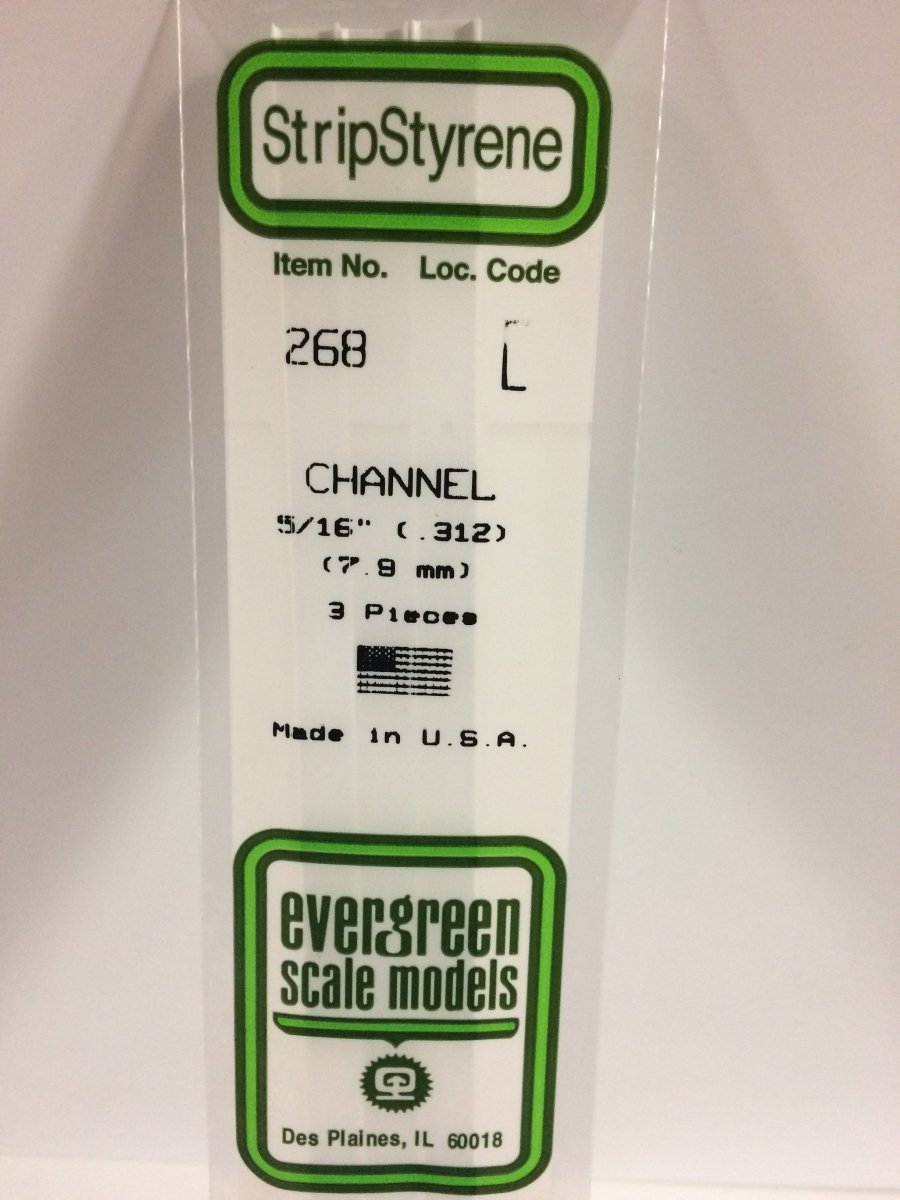 StripStyrene
Item No. Loc. Code
268 L
CHANNEL
5/16" (.312)
(7.9 mm)
3 Pieces
Made in U.S.A.
evergreen
scale models
Des Plaines, IL 60018